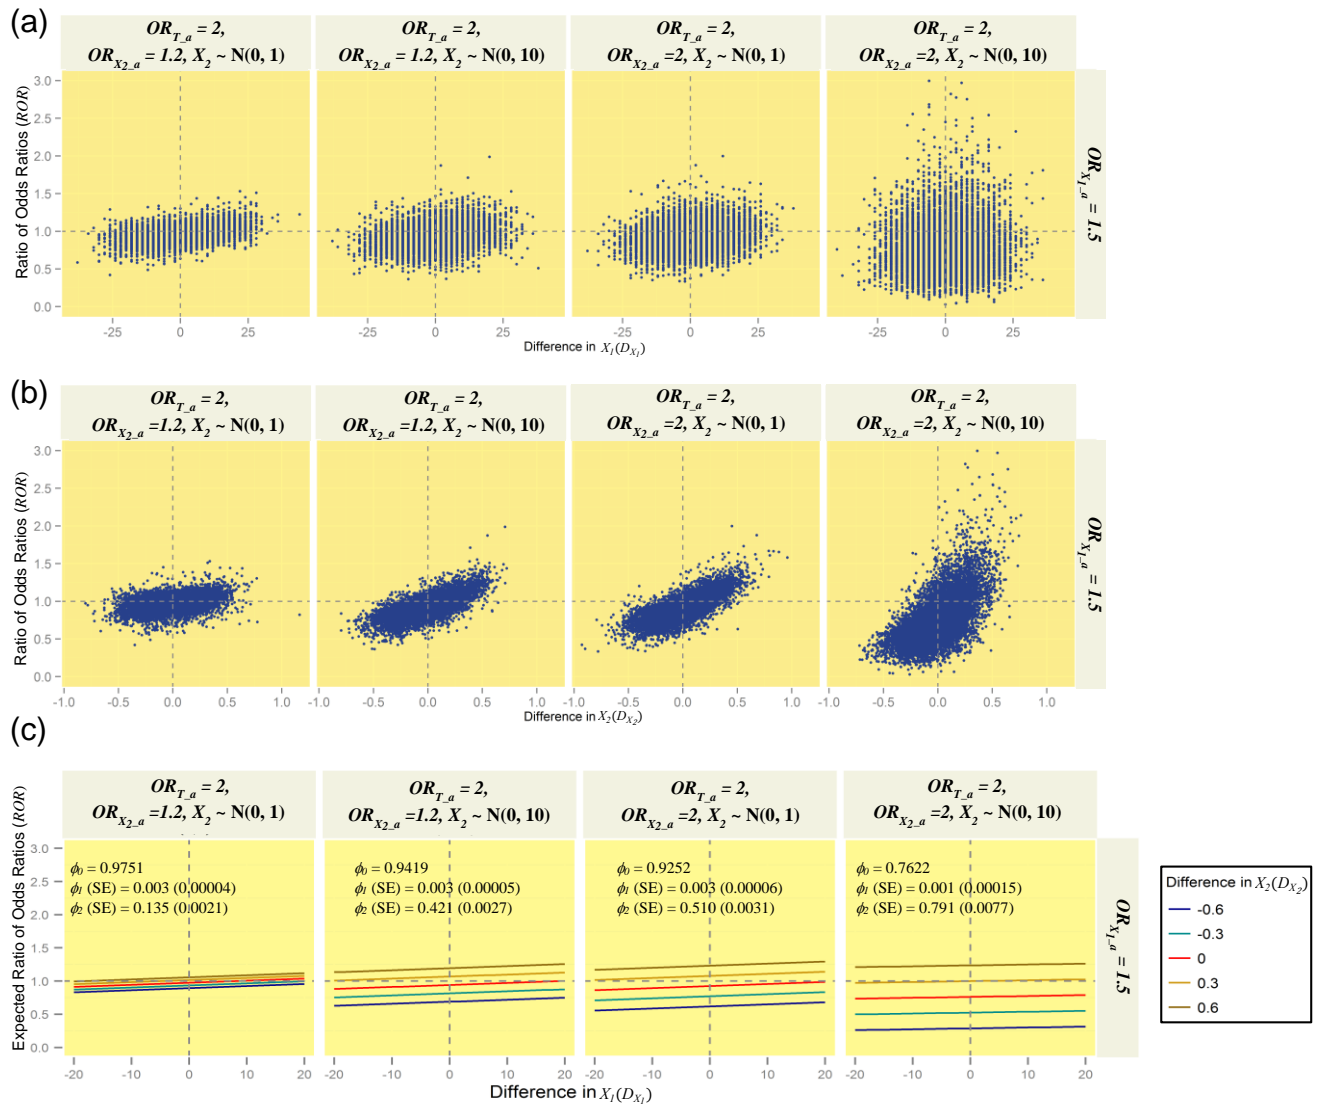 (a)
OR_T_a = 2,
OR_X2_a = 1.2, X2 ~ N(0, 1)
OR_T_a = 2,
OR_X2_a = 1.2, X2 ~ N(0, 10)
OR_T_a = 2,
OR_X2_a =2, X2 ~ N(0, 1)
OR_T_a = 2,
OR_X2_a =2, X2 ~ N(0, 10)
Ratio of Odds Ratios (ROR)
3.0
2.5
2.0
1.5
1.0
0.5
0.0
OR_X1_a = 1.5
-25 0 25 -25 0 25 -25 0 25 -25 0 25
Difference in X1(DX1)
(b)
OR_T_a = 2,
OR_X2_a =1.2, X2 ~ N(0, 1)
OR_T_a = 2,
OR_X2_a =1.2, X2 ~ N(0, 10)
OR_T_a = 2,
OR_X2_a =2, X2 ~ N(0, 1)
OR_T_a = 2,
OR_X2_a =2, X2 ~ N(0, 10)
Ratio of Odds Ratios (ROR)
3.0
2.5
2.0
1.5
1.0
0.5
0.0
OR_X1_a = 1.5
-1.0 -0.5 0.0 0.5 1.0 -1.0 -0.5 0.0 0.5 1.0 -1.0 -0.5 0.0 0.5 1.0 -1.0 -0.5 0.0 0.5 1.0
Difference in X2(DX2)
(c)
OR_T_a = 2,
OR_X2_a =1.2, X2 ~ N(0, 1)
OR_T_a = 2,
OR_X2_a =1.2, X2 ~ N(0, 10)
OR_T_a = 2,
OR_X2_a =2, X2 ~ N(0, 1)
OR_T_a = 2,
OR_X2_a =2, X2 ~ N(0, 10)
Expected Ratio of Odds Ratios (ROR)
3.0
2.5
2.0
1.5
1.0
0.5
0.0
ϕ0 = 0.9751
ϕ1 (SE) = 0.003 (0.00004)
ϕ2 (SE) = 0.135 (0.0021)
ϕ0 = 0.9419
ϕ1 (SE) = 0.003 (0.00005)
ϕ2 (SE) = 0.421 (0.0027)
ϕ0 = 0.9252
ϕ1 (SE) = 0.003 (0.00006)
ϕ2 (SE) = 0.510 (0.0031)
ϕ0 = 0.7622
ϕ1 (SE) = 0.001 (0.00015)
ϕ2 (SE) = 0.791 (0.0077)
OR_X1_a = 1.5
-20 -10 0 10 20 -20 -10 0 10 20 -20 -10 0 10 20 -20 -10 0 10 20
Difference in X1(DX1)
Difference in X2(DX2)
-0.6
-0.3
0
0.3
0.6